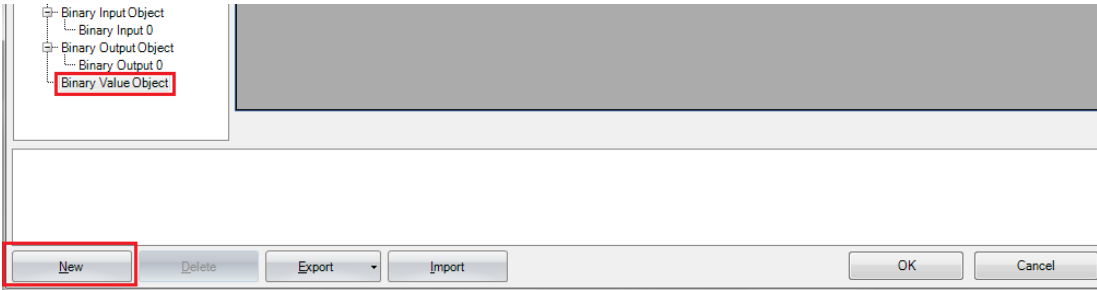 Binary Input Object
Binary Input 0
Binary Output Object
Binary Output 0
Binary Value Object
New Delete Export Import OK Cancel